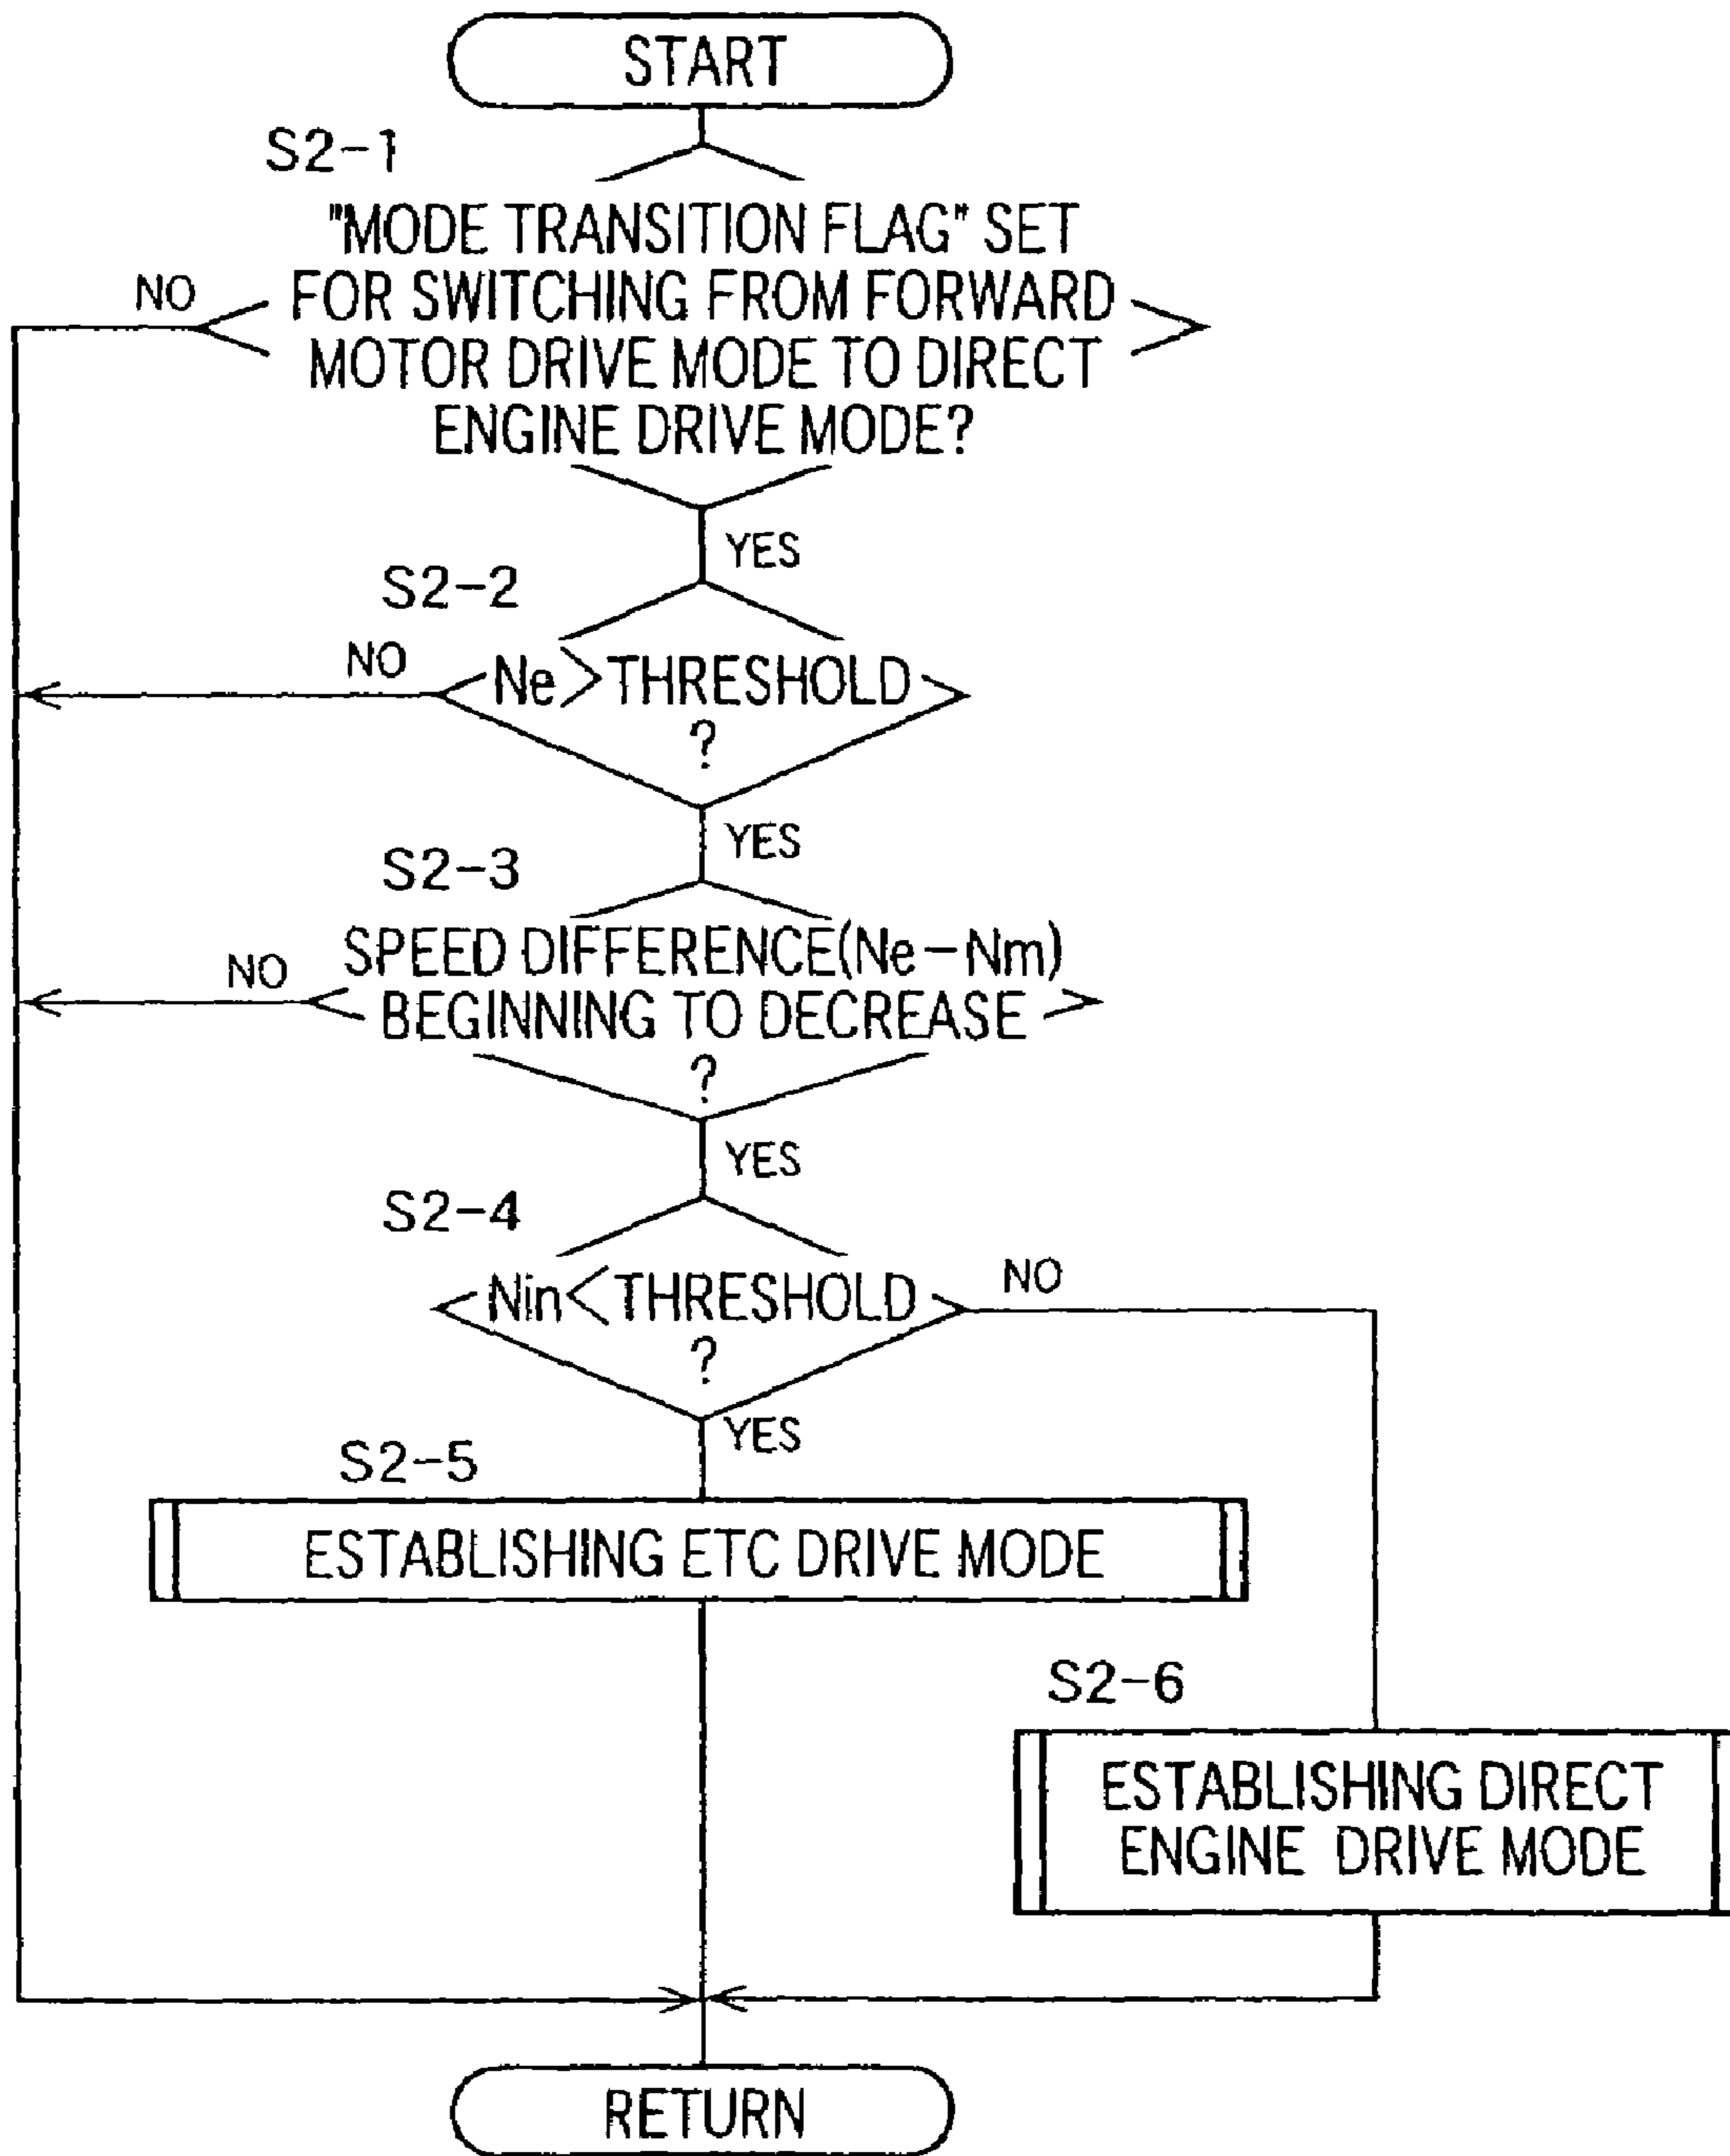 START
S2-1
"MODE TRANSITION FLAG" SET
FOR SWITCHING FROM FORWARD
MOTOR DRIVE MODE TO DIRECT
ENGINE DRIVE MODE?
NO
YES
S2-2
NO
Ne>THRESHOLD
?
YES
S2-3
NO
SPEED DIFFERENCE(Ne-Nm)
BEGINNING TO DECREASE
?
YES
S2-4
Nin<THRESHOLD
?
NO
YES
S2-5
ESTABLISHING ETC DRIVE MODE
S2-6
ESTABLISHING DIRECT
ENGINE DRIVE MODE
RETURN